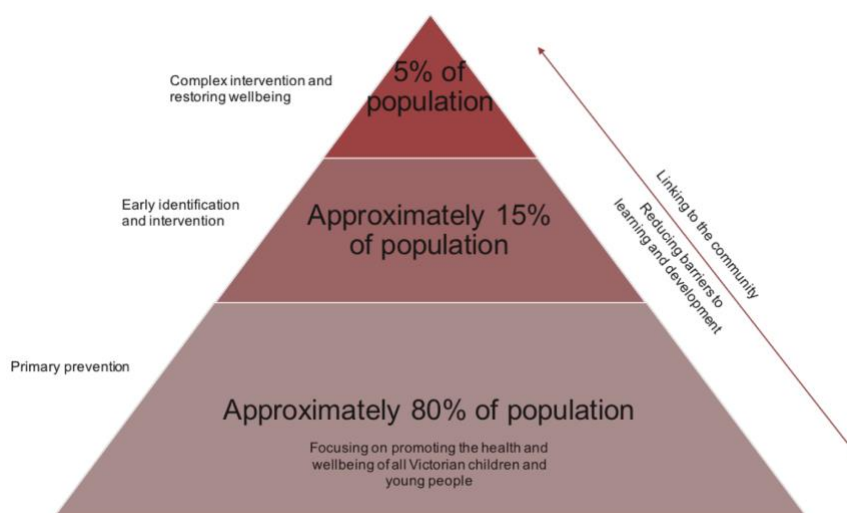 Complex intervention and
restoring wellbeing
5% of
population
Early identification
and intervention
Approximately 15%
of population
Linking to the community
Reducing barriers to
learning and development
Primary prevention
Approximately 80% of population
Focusing on promoting the health and
wellbeing of all Victorian children and
young people